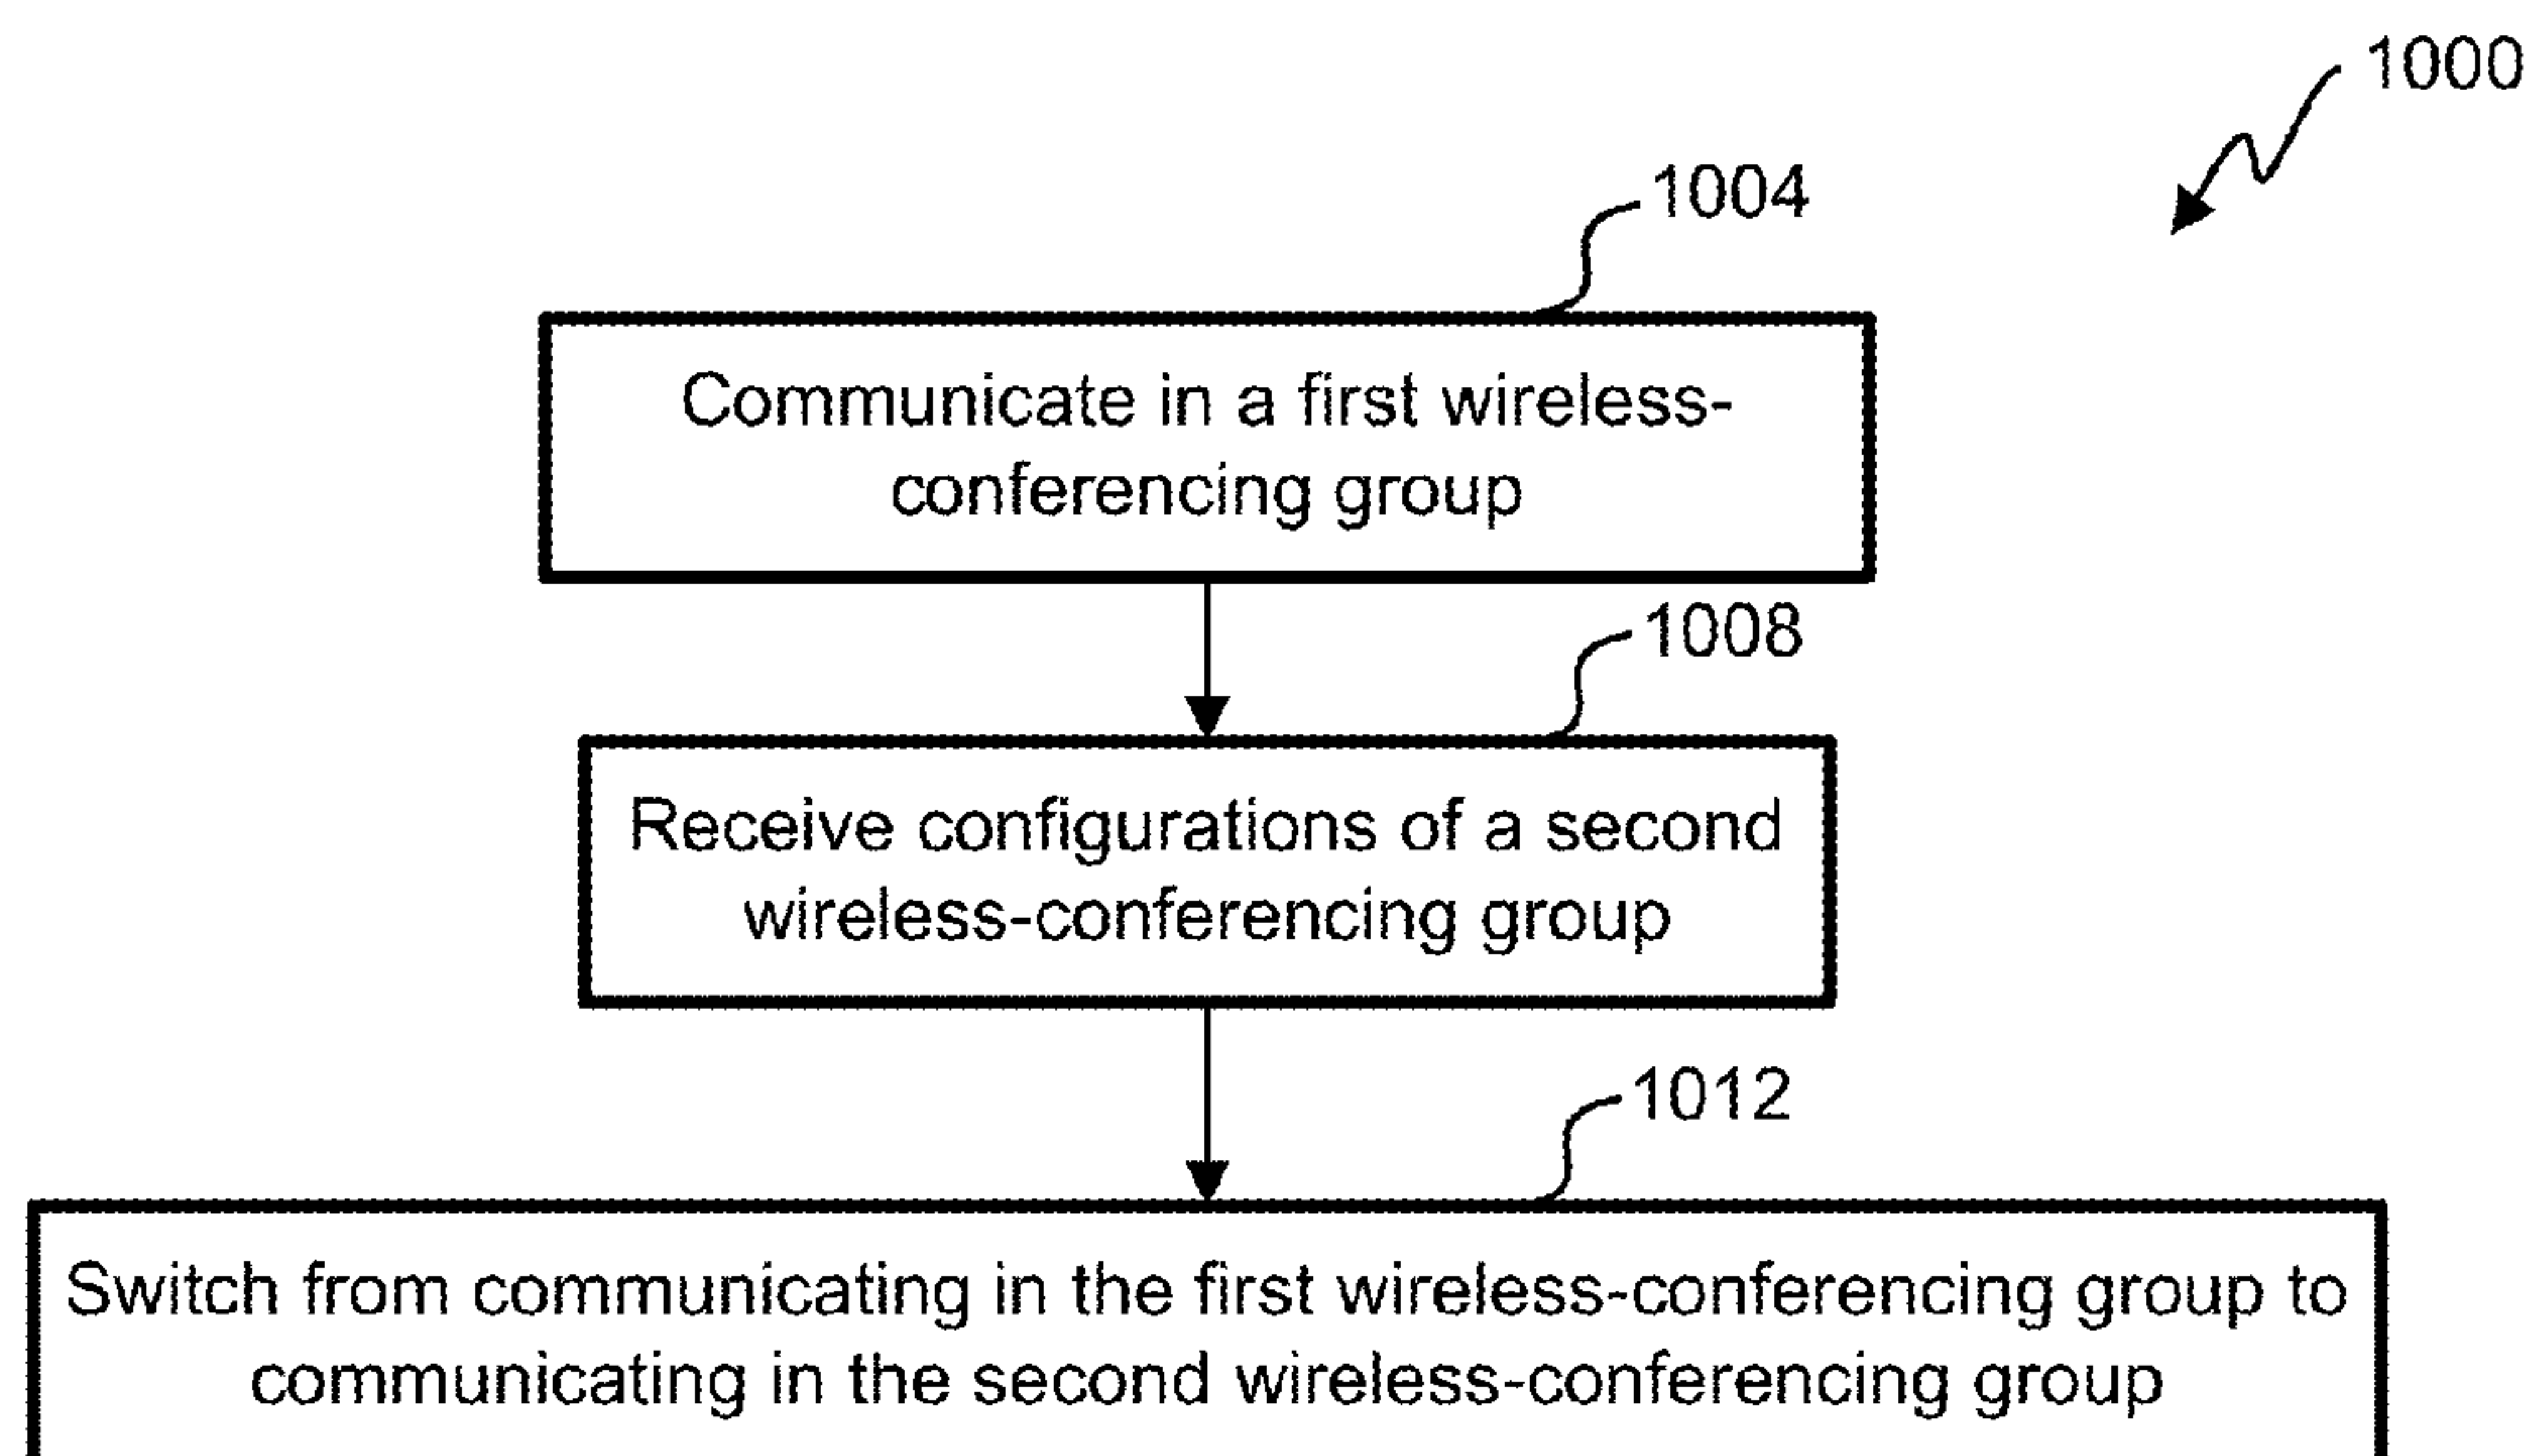 1000
1004
Communicate in a first wireless-
conferencing group
1008
Receive configurations of a second
wireless-conferencing group
1012
Switch from communicating in the first wireless-conferencing group to
communicating in the second wireless-conferencing group